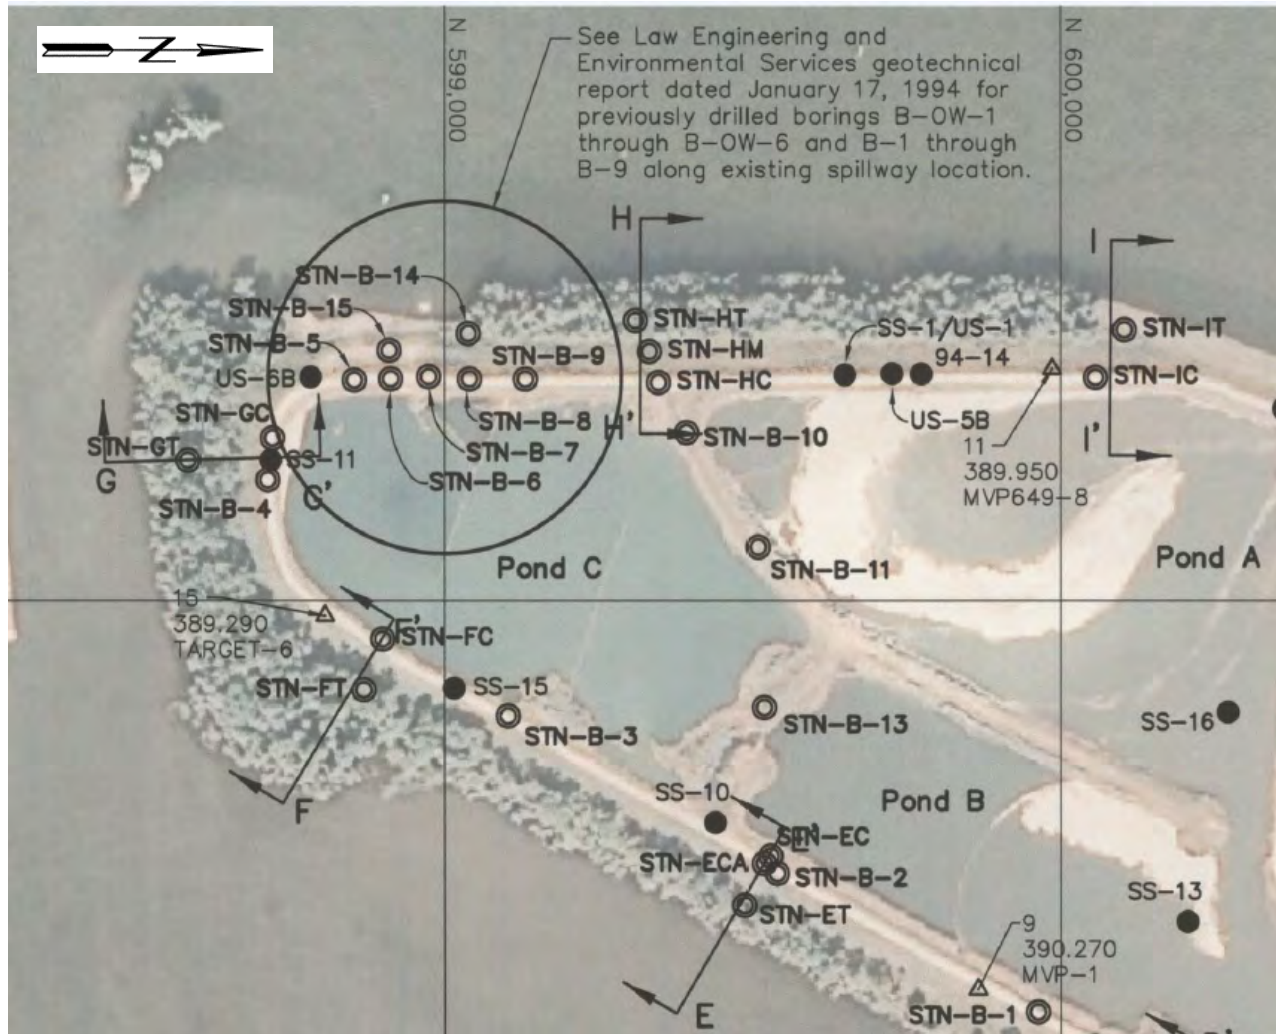 N
N 599,000
N 600,000
See Law Engineering and
Environmental Services geotechnical
report dated January 17, 1994 for
previously drilled borings B-OW-1
through B-OW-6 and B-1 through
B-9 along existing spillway location.
H
I
STN-B-14
STN-B-15
STN-B-5
US-6B
STN-GC
STN-GT
SS-11
G
G'
STN-B-4
STN-B-9
STN-B-8
STN-B-7
STN-B-6
STN-HT
STN-HM
STN-HC
H'
STN-B-10
SS-1/US-1
94-14
US-5B
11
389.950
MVP649-8
STN-IT
STN-IC
I'
Pond C
STN-B-11
Pond A
15
389.290
TARGET-6
F'
STN-FC
STN-FT
SS-15
STN-B-3
F
STN-B-13
SS-16
SS-10
Pond B
E'
STN-EC
STN-ECA
STN-B-2
STN-ET
SS-13
9
390.270
MVP-1
STN-B-1
E